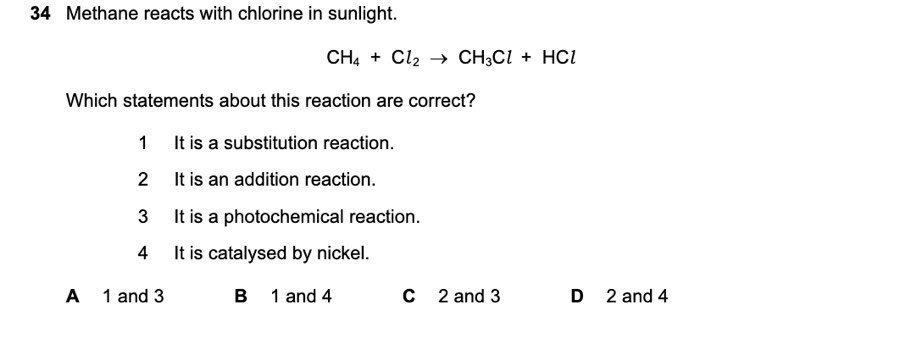 34 Methane reacts with chlorine in sunlight.
CH₄ + Cl₂ → CH₃Cl + HCl
Which statements about this reaction are correct?
1 It is a substitution reaction.
2 It is an addition reaction.
3 It is a photochemical reaction.
4 It is catalysed by nickel.
A 1 and 3 B 1 and 4 C 2 and 3 D 2 and 4